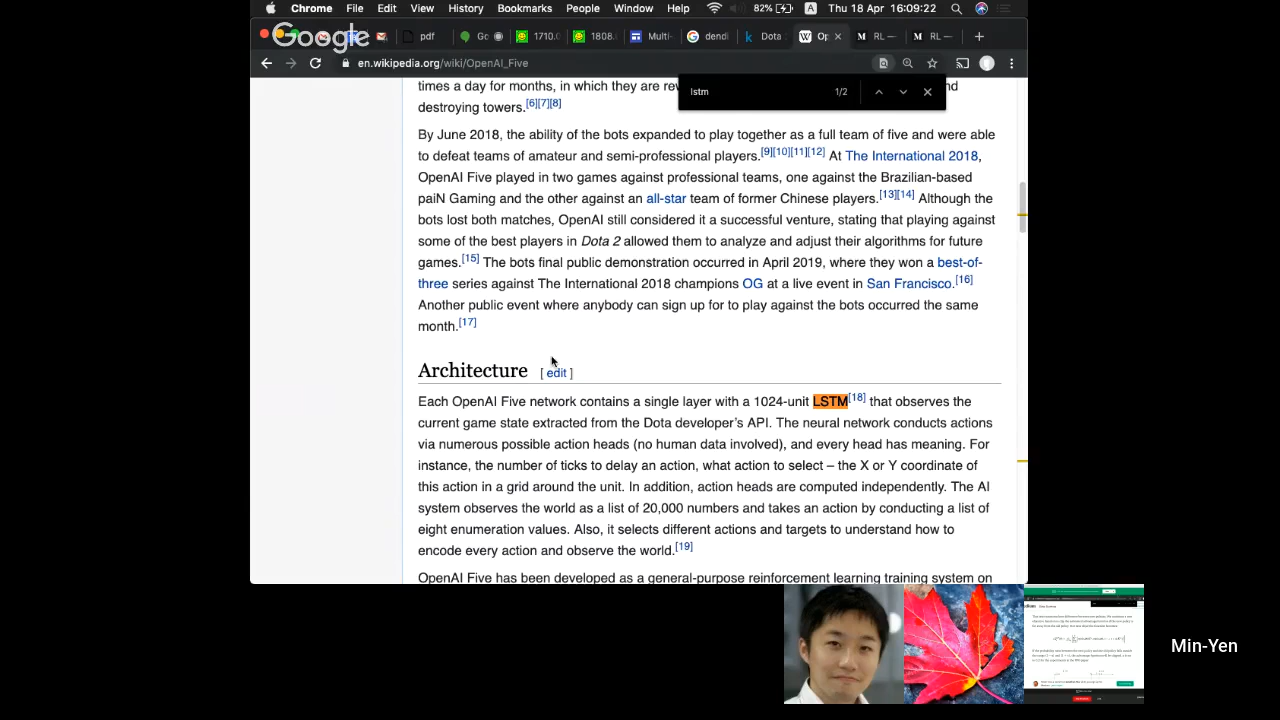 Chrome File Edit View History Bookmarks People Window Help 82% A Thu 18 Apr 16:09:22
Google pdf Go 1710.0 1808. Multi- dendi Dota Op RL — RL —
en.wikipedia.org/wiki/OpenAI_Five
lstm 1/2
times a day for months, in which they are rev nd
destroying towers.[6][7][8]
By June 2018, the ability of the bots expanded to play together as a full team of five and were able
to defeat teams of amateur and semi-professional players.[9][10][11][12] At The International 2018,
OpenAI Five played in two games against professional teams, one against the Brazilian-based
paiN Gaming and the other against an all-star team of former Chinese players.[13][14] Although the
bots lost both matches, OpenAI still considered it a successful venture, stating that playing against
some of the best players in Dota 2 allowed them to analyze and adjust their algorithms for future
games.[15] The bots final public demonstration occurred in April 2019, where they won a best-of-
three series against The International 2018 champions OG at a live event in San Francisco.[16]
Another public event where anybody can sign up for to play against the bots occurred the same
month.[17]
Architecture [ edit ]
Each OpenAI Five network contains a single layer with a 1024-unit LSTM[18] that observes the
current game state extracted from the Dota developer's API. The neural network conducts actions
via numerous possible action heads (no human data involved), and every head has meaning. For
instance, the number of ticks to delay an action, what action to select – the X or Y coordinate of
this action in a grid around the unit. In addition, action heads are computed independently. The AI
system observes the world as a list of 20,000 numbers and takes an action by conducting a list of
eight enumeration values. Also, it selects different actions and targets to understand how to
encode every action and observe the world.[19]
OpenAI Five has been developed as a general-purpose reinforcement learning training system on
Min-Yen